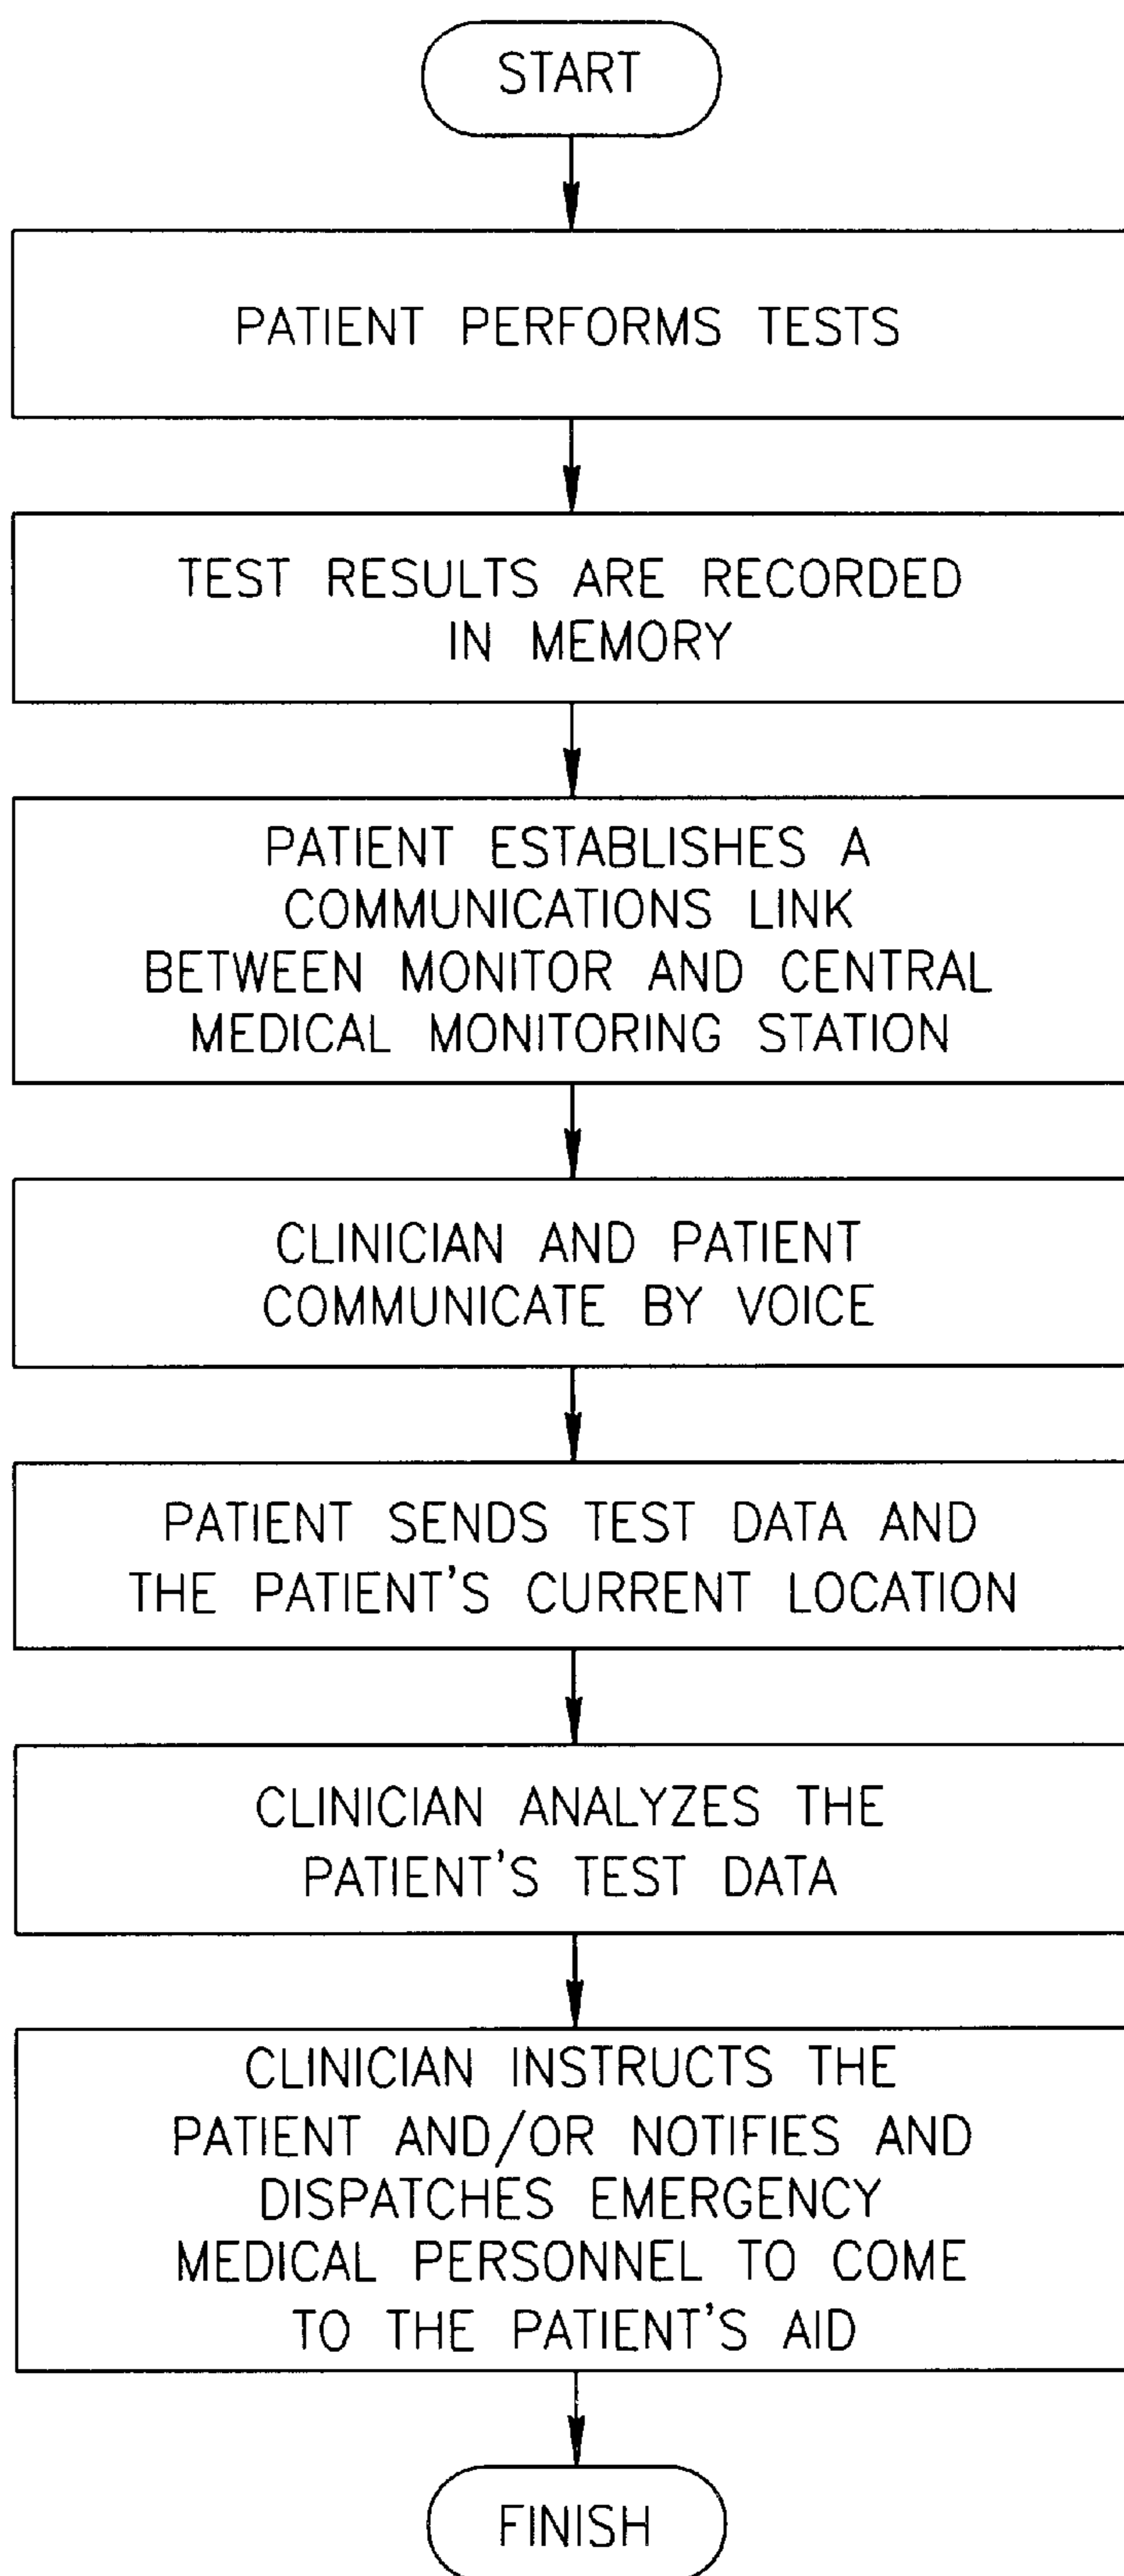 START
PATIENT PERFORMS TESTS
TEST RESULTS ARE RECORDED
IN MEMORY
PATIENT ESTABLISHES A
COMMUNICATIONS LINK
BETWEEN MONITOR AND CENTRAL
MEDICAL MONITORING STATION
CLINICIAN AND PATIENT
COMMUNICATE BY VOICE
PATIENT SENDS TEST DATA AND
THE PATIENT'S CURRENT LOCATION
CLINICIAN ANALYZES THE
PATIENT'S TEST DATA
CLINICIAN INSTRUCTS THE
PATIENT AND/OR NOTIFIES AND
DISPATCHES EMERGENCY
MEDICAL PERSONNEL TO COME
TO THE PATIENT'S AID
FINISH